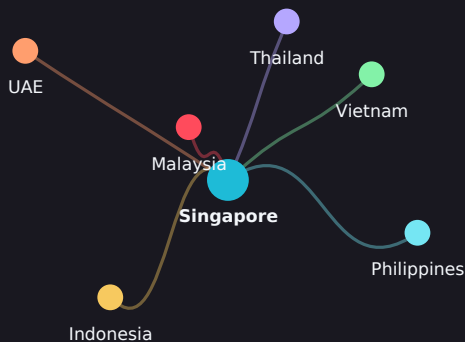 Thailand
UAE
Vietnam
Malaysia
Singapore
Philippines
Indonesia